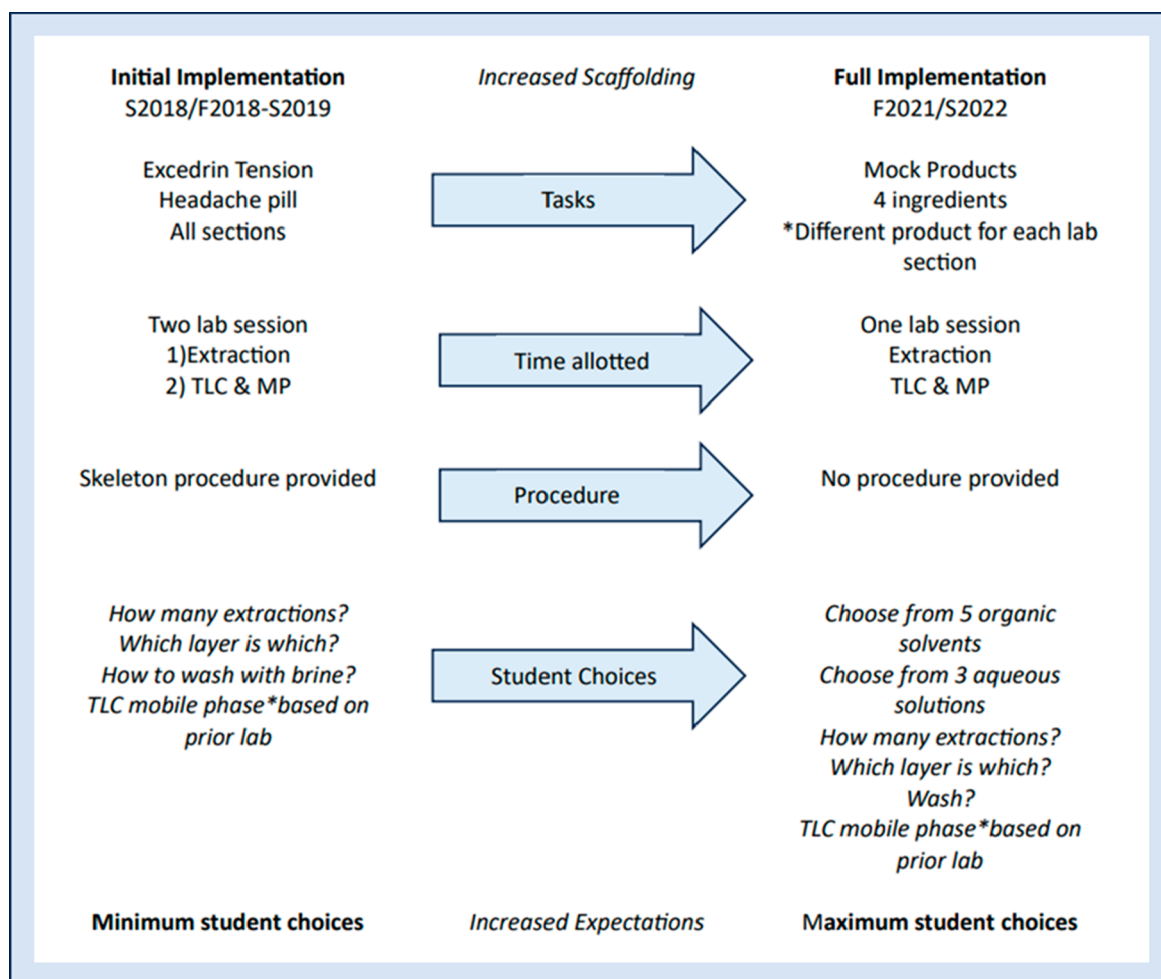 Initial Implementation
S2018/F2018-S2019
Increased Scaffolding
Full Implementation
F2021/S2022
Excedrin Tension
Headache pill
All sections
Tasks
Mock Products
4 ingredients
*Different product for each lab
section
Two lab session
1)Extraction
2) TLC & MP
Time allotted
One lab session
Extraction
TLC & MP
Skeleton procedure provided
Procedure
No procedure provided
How many extractions?
Which layer is which?
How to wash with brine?
TLC mobile phase*based on
prior lab
Student Choices
Choose from 5 organic
solvents
Choose from 3 aqueous
solutions
How many extractions?
Which layer is which?
Wash?
TLC mobile phase*based on
prior lab
Minimum student choices
Increased Expectations
Maximum student choices